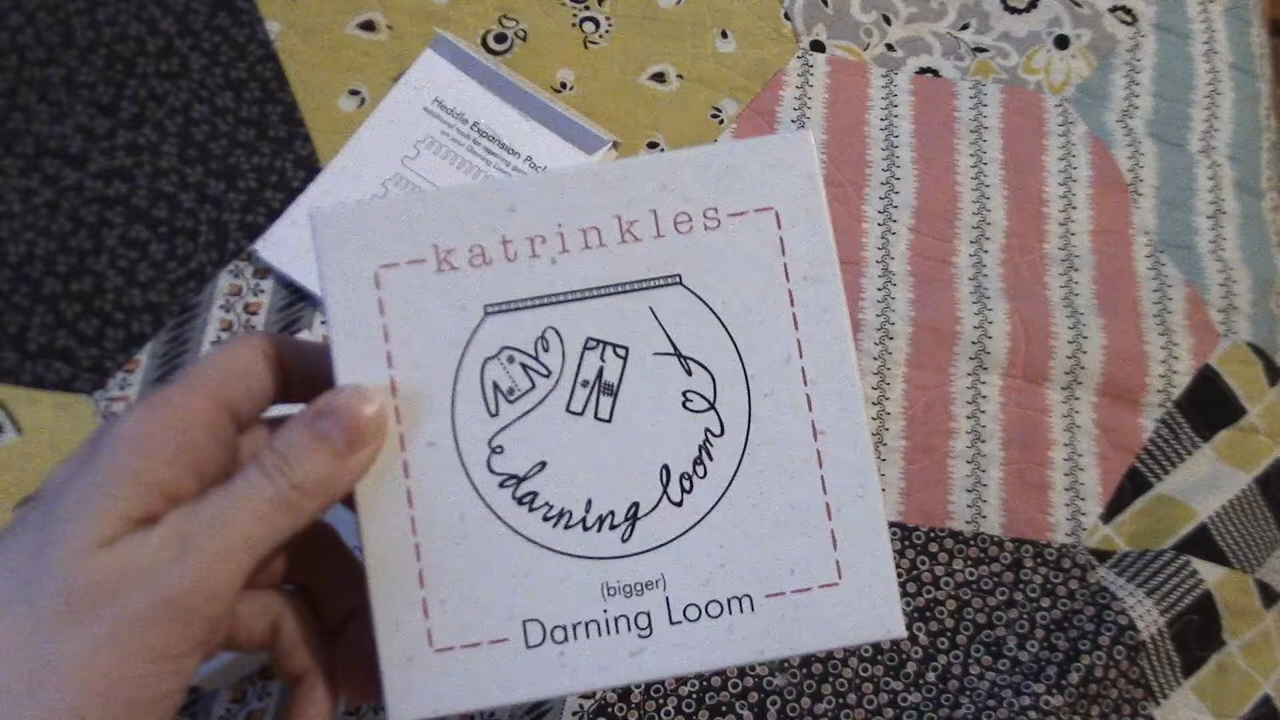 Heddle Expansion Pack
katrinkles
darning loom
(bigger)
Darning Loom